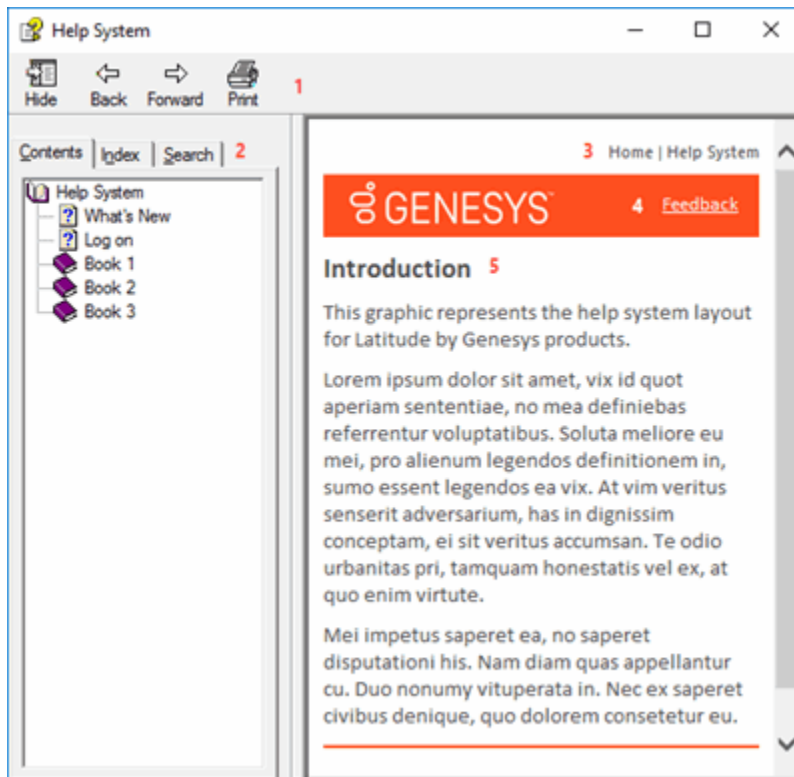 Help System
Hide Back Forward Print 1
Contents Index Search 2
Help System
What's New
Log on
Book 1
Book 2
Book 3
3 Home | Help System
GENESYS™ 4 Feedback
Introduction 5
This graphic represents the help system layout
for Latitude by Genesys products.
Lorem ipsum dolor sit amet, vix id quot
aperiam sententiae, no mea definiebas
referrentur voluptatibus. Soluta meliore eu
mei, pro alienum legendos definitionem in,
sumo essent legendos ea vix. At vim veritus
senserit adversarium, has in dignissim
conceptam, ei sit veritus accumsan. Te odio
urbanitas pri, tamquam honestatis vel ex, at
quo enim virtute.
Mei impetus saperet ea, no saperet
disputationi his. Nam diam quas appellantur
cu. Duo nonumy vituperata in. Nec ex saperet
civibus denique, quo dolorem consetetur eu.